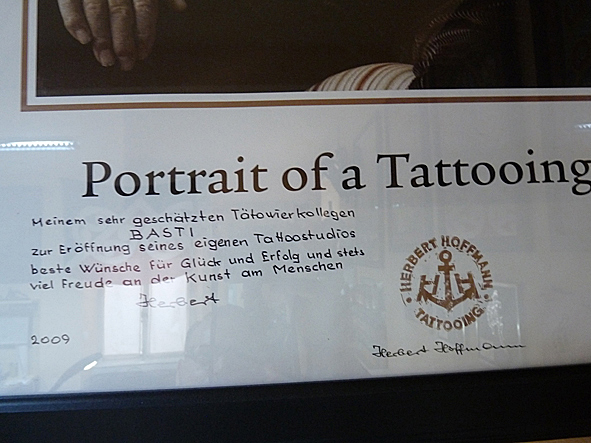 Portrait of a Tattooing
Meinem sehr geschätzten Tätowierkollegen
BASTI
zur Eröffnung seines eigenen Tattoostudios
beste Wünsche für Glück und Erfolg und stets
viel Freude an der Kunst am Menschen
Herbert
2009
HERBERT HOFFMANN
TATTOOING
Herbert Hoffmann